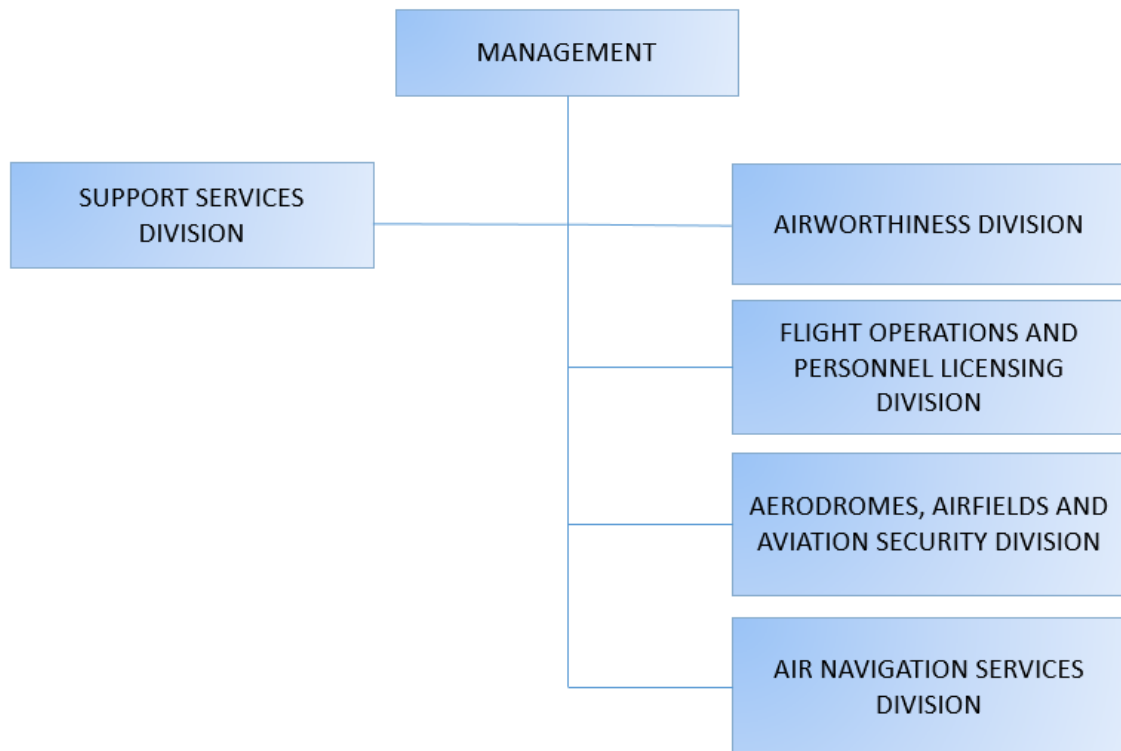 MANAGEMENT
SUPPORT SERVICES
DIVISION
AIRWORTHINESS DIVISION
FLIGHT OPERATIONS AND
PERSONNEL LICENSING
DIVISION
AERODROMES, AIRFIELDS AND
AVIATION SECURITY DIVISION
AIR NAVIGATION SERVICES
DIVISION